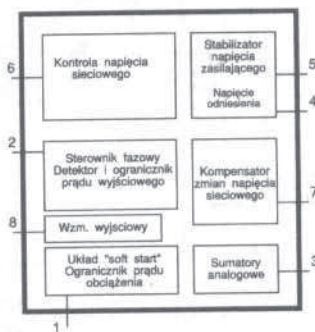 Kontrola napięcia
sieciowego
Stabilizator
napięcia
zasilającego
Napięcie
odniesienia
6
5
4
2
Sterownik fazowy
Detektor i ogranicznik
prądu wyjściowego
Kompensator
zmian napięcia
sieciowego
7
8
Wzm. wyjsciowy
Układ "soft start"
Ogranicznik prądu
obciążenia
Sumatory
analogowe
3
1